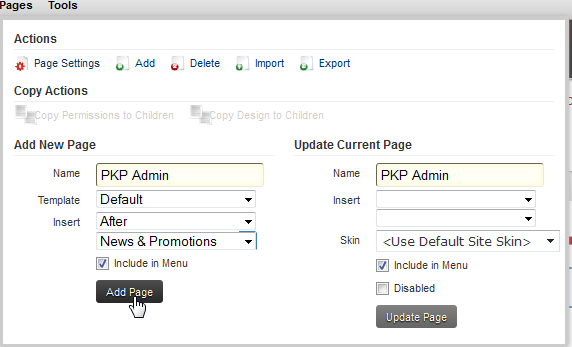 Pages Tools
Actions
Page Settings Add Delete Import Export
Copy Actions
Copy Permissions to Children Copy Design to Children
Add New Page
Name PKP Admin
Template Default
Insert After
News & Promotions
Include in Menu
Add Page
Update Current Page
Name PKP Admin
Insert
Skin <Use Default Site Skin>
Include in Menu
Disabled
Update Page